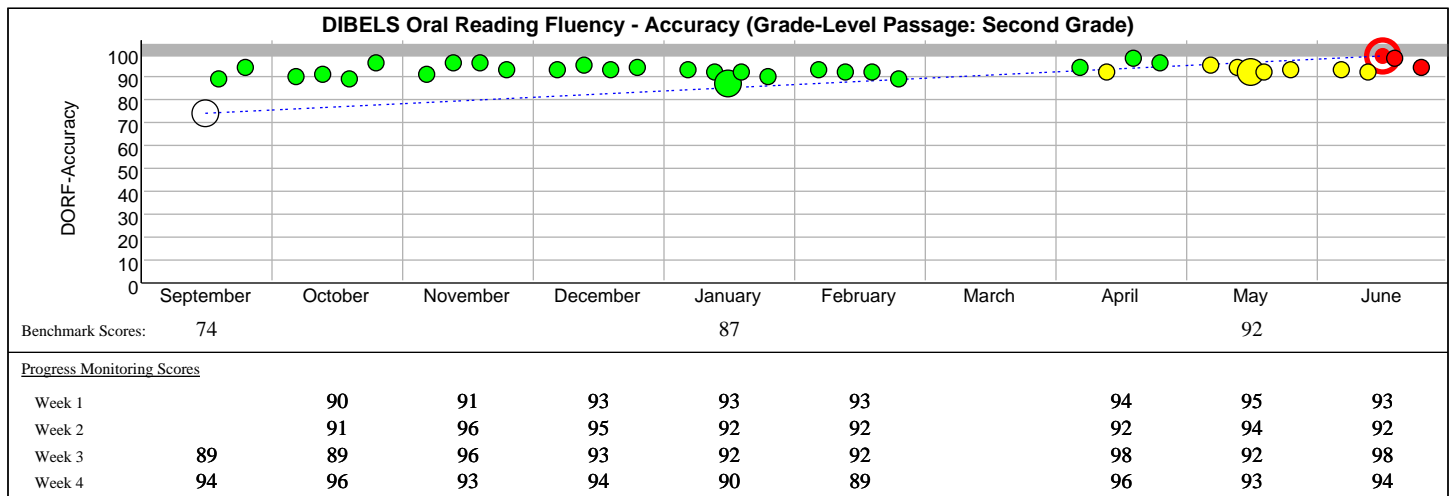 DIBELS Oral Reading Fluency - Accuracy (Grade-Level Passage: Second Grade)
DORF-Accuracy
100
90
80
70
60
50
40
30
20
10
0
September October November December January February March April May June
Benchmark Scores: 74 87 92
Progress Monitoring Scores
Week 1 90 91 93 93 93 94 95 93
Week 2 91 96 95 92 92 92 94 92
Week 3 89 89 96 93 92 92 98 92 98
Week 4 94 96 93 94 90 89 96 93 94